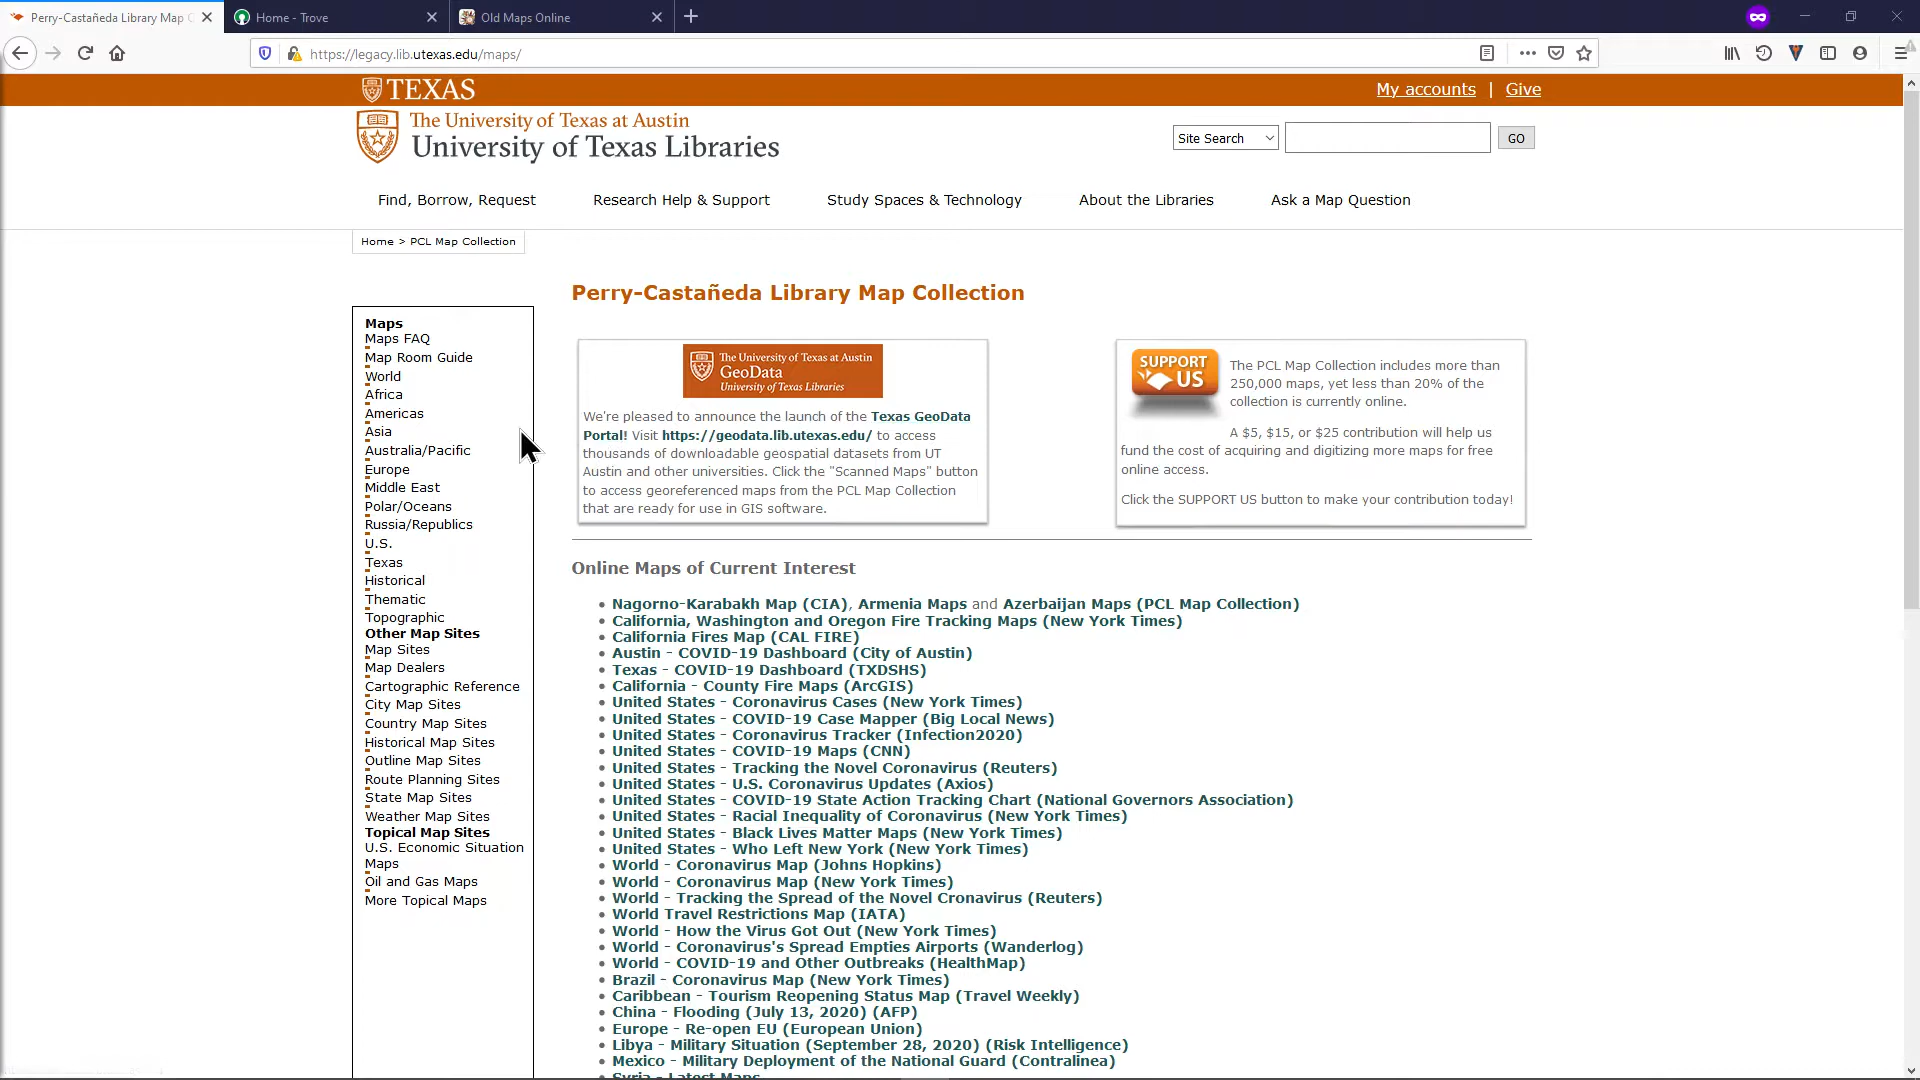 Perry-Castañeda Library Map C
Home - Trove
Old Maps Online
https://legacy.lib.utexas.edu/maps/
TEXAS
My accounts | Give
The University of Texas at Austin
University of Texas Libraries
Site Search
GO
Find, Borrow, Request
Research Help & Support
Study Spaces & Technology
About the Libraries
Ask a Map Question
Home > PCL Map Collection
Perry-Castañeda Library Map Collection
Maps
Maps FAQ
Map Room Guide
World
Africa
Americas
Asia
Australia/Pacific
Europe
Middle East
Polar/Oceans
Russia/Republics
U.S.
Texas
Historical
Thematic
Topographic
Other Map Sites
Map Sites
Map Dealers
Cartographic Reference
City Map Sites
Country Map Sites
Historical Map Sites
Outline Map Sites
Route Planning Sites
State Map Sites
Weather Map Sites
Topical Map Sites
U.S. Economic Situation
Maps
Oil and Gas Maps
More Topical Maps
The University of Texas at Austin
GeoData
University of Texas Libraries
We're pleased to announce the launch of the Texas GeoData
Portal! Visit https://geodata.lib.utexas.edu/ to access
thousands of downloadable geospatial datasets from UT
Austin and other universities. Click the "Scanned Maps" button
to access georeferenced maps from the PCL Map Collection
that are ready for use in GIS software.
SUPPORT
US
The PCL Map Collection includes more than
250,000 maps, yet less than 20% of the
collection is currently online.
A $5, $15, or $25 contribution will help us
fund the cost of acquiring and digitizing more maps for free
online access.
Click the SUPPORT US button to make your contribution today!
Online Maps of Current Interest
Nagorno-Karabakh Map (CIA), Armenia Maps and Azerbaijan Maps (PCL Map Collection)
California, Washington and Oregon Fire Tracking Maps (New York Times)
California Fires Map (CAL FIRE)
Austin - COVID-19 Dashboard (City of Austin)
Texas - COVID-19 Dashboard (TXDSHS)
California - County Fire Maps (ArcGIS)
United States - Coronavirus Cases (New York Times)
United States - COVID-19 Case Mapper (Big Local News)
United States - Coronavirus Tracker (Infection2020)
United States - COVID-19 Maps (CNN)
United States - Tracking the Novel Coronavirus (Reuters)
United States - U.S. Coronavirus Updates (Axios)
United States - COVID-19 State Action Tracking Chart (National Governors Association)
United States - Racial Inequality of Coronavirus (New York Times)
United States - Black Lives Matter Maps (New York Times)
United States - Who Left New York (New York Times)
World - Coronavirus Map (Johns Hopkins)
World - Coronavirus Map (New York Times)
World - Tracking the Spread of the Novel Cronavirus (Reuters)
World Travel Restrictions Map (IATA)
World - How the Virus Got Out (New York Times)
World - Coronavirus's Spread Empties Airports (Wanderlog)
World - COVID-19 and Other Outbreaks (HealthMap)
Brazil - Coronavirus Map (New York Times)
Caribbean - Tourism Reopening Status Map (Travel Weekly)
China - Flooding (July 13, 2020) (AFP)
Europe - Re-open EU (European Union)
Libya - Military Situation (September 28, 2020) (Risk Intelligence)
Mexico - Military Deployment of the National Guard (Contralinea)
Syria - Latest Maps